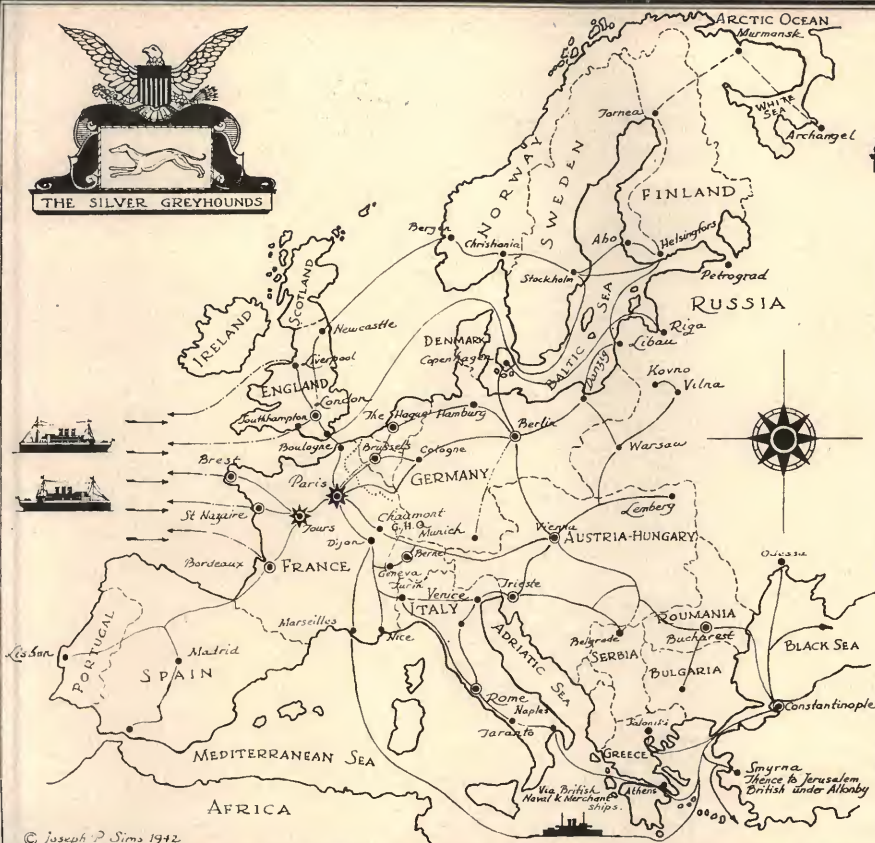 ARCTIC OCEAN
Murmansk
WHITE
SEA
Archangel
THE SILVER GREYHOUNDS
Tornea
NORWAY
SWEDEN
FINLAND
Bergen
Christiania
Abo
Helsingfors
Stockholm
Petrograd
RUSSIA
BALTIC SEA
SCOTLAND
IRELAND
Newcastle
DENMARK
Copenhagen
Riga
Libau
Danzig
Liverpool
ENGLAND
London
Southhampton
Kovno
Vilna
The Hague
Hamburg
Berlin
Boulogne
Brussels
Cologne
Warsaw
Brest
Paris
GERMANY
Lemberg
St Nazaire
Tours
Chaumont
G.H.Q.
Munich
Vienna
AUSTRIA-HUNGARY
Dijon
Berne
Odessa
Bordeaux
FRANCE
Geneva
Turin
Venice
Trieste
ITALY
ROUMANIA
Bucharest
Marseilles
Nice
ADRIATIC SEA
Belgrade
SERBIA
BLACK SEA
BULGARIA
Lisbon
PORTUGAL
Madrid
SPAIN
Rome
Naples
Constantinople
Taranto
Saloniki
GREECE
MEDITERRANEAN SEA
Athens
Via British
Naval & Merchant
ships.
Smyrna
Thence to Jerusalem
British under Allenby
AFRICA
© Joseph P. Sims 1942